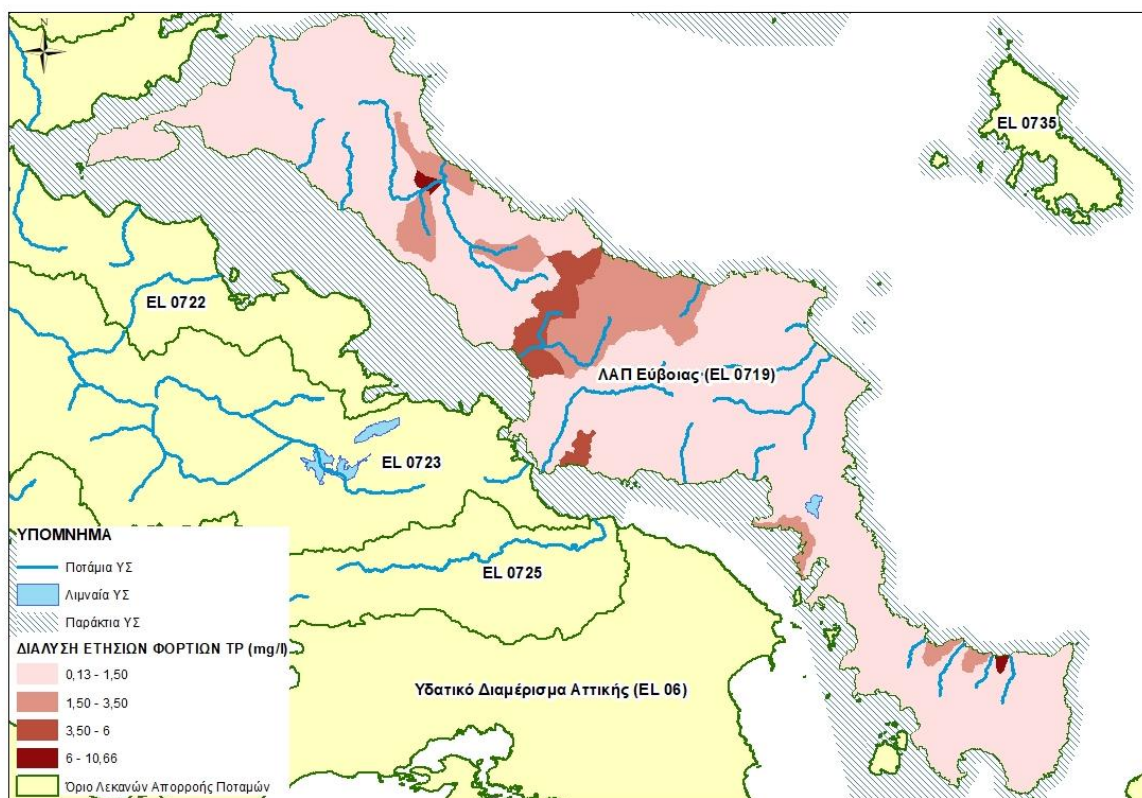 N
EL 0735
EL 0722
ΛΑΠ Εύβοιας (EL 0719)
EL 0723
EL 0725
Υδατικό Διαμέρισμα Αττικής (EL 06)
ΥΠΟΜΝΗΜΑ
Ποτάμια ΥΣ
Λιμναία ΥΣ
Παράκτια ΥΣ
ΔΙΑΛΥΣΗ ΕΤΗΣΙΩΝ ΦΟΡΤΙΩΝ TP (mg/l)
0,13 - 1,50
1,50 - 3,50
3,50 - 6
6 - 10,66
Όριο Λεκανών Απορροής Ποταμών